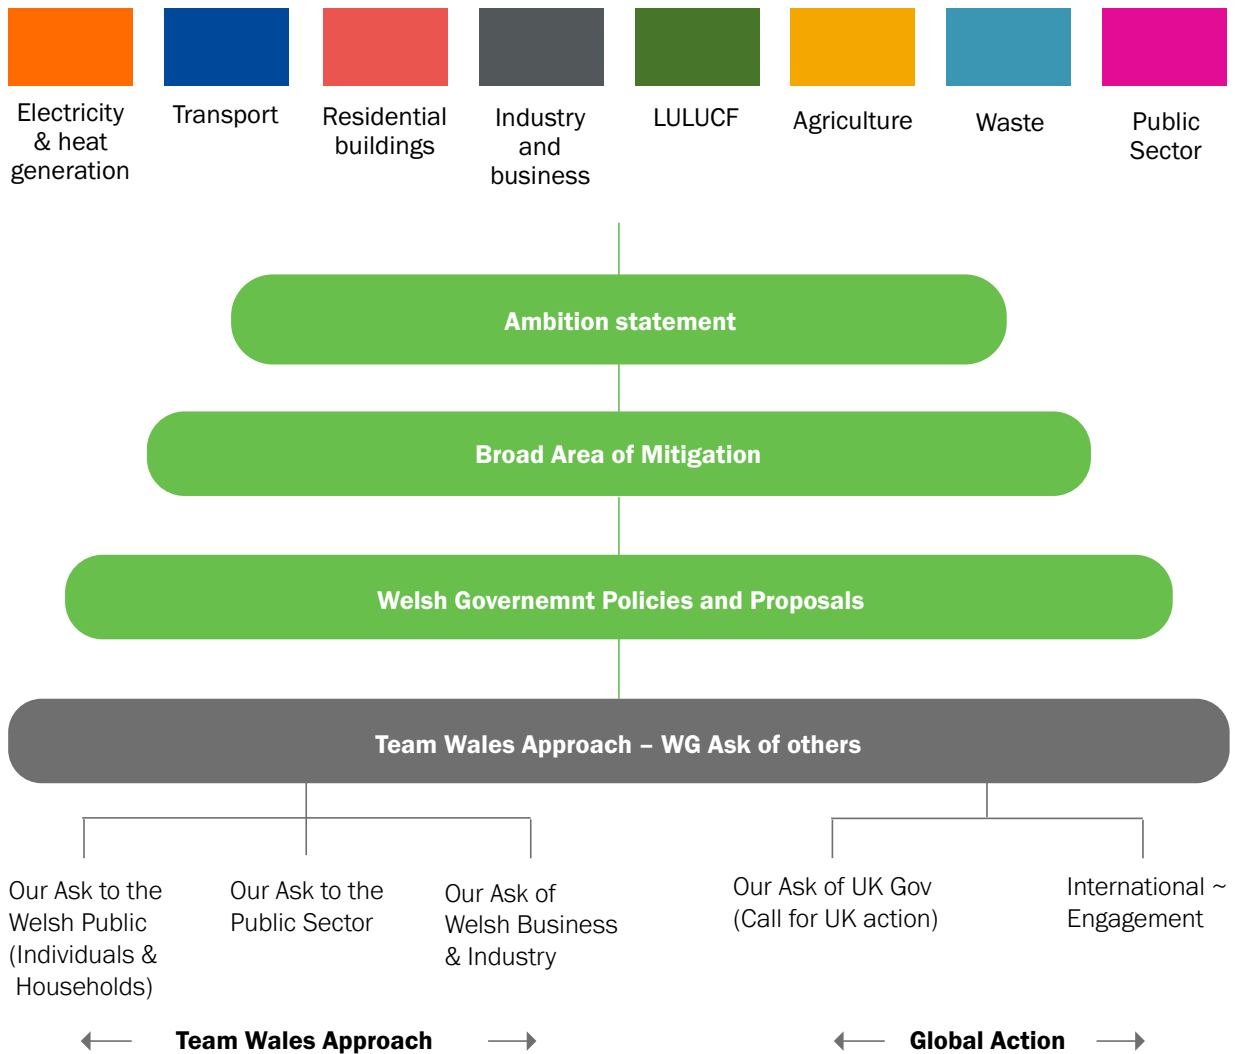 Electricity
& heat
generation
Transport
Residential
buildings
Industry
and
business
LULUCF
Agriculture
Waste
Public
Sector
Ambition statement
Broad Area of Mitigation
Welsh Governemnt Policies and Proposals
Team Wales Approach – WG Ask of others
Our Ask to the
Welsh Public
(Individuals &
Households)
Our Ask to the
Public Sector
Our Ask of
Welsh Business
& Industry
Our Ask of UK Gov
(Call for UK action)
International ~
Engagement
Team Wales Approach
Global Action